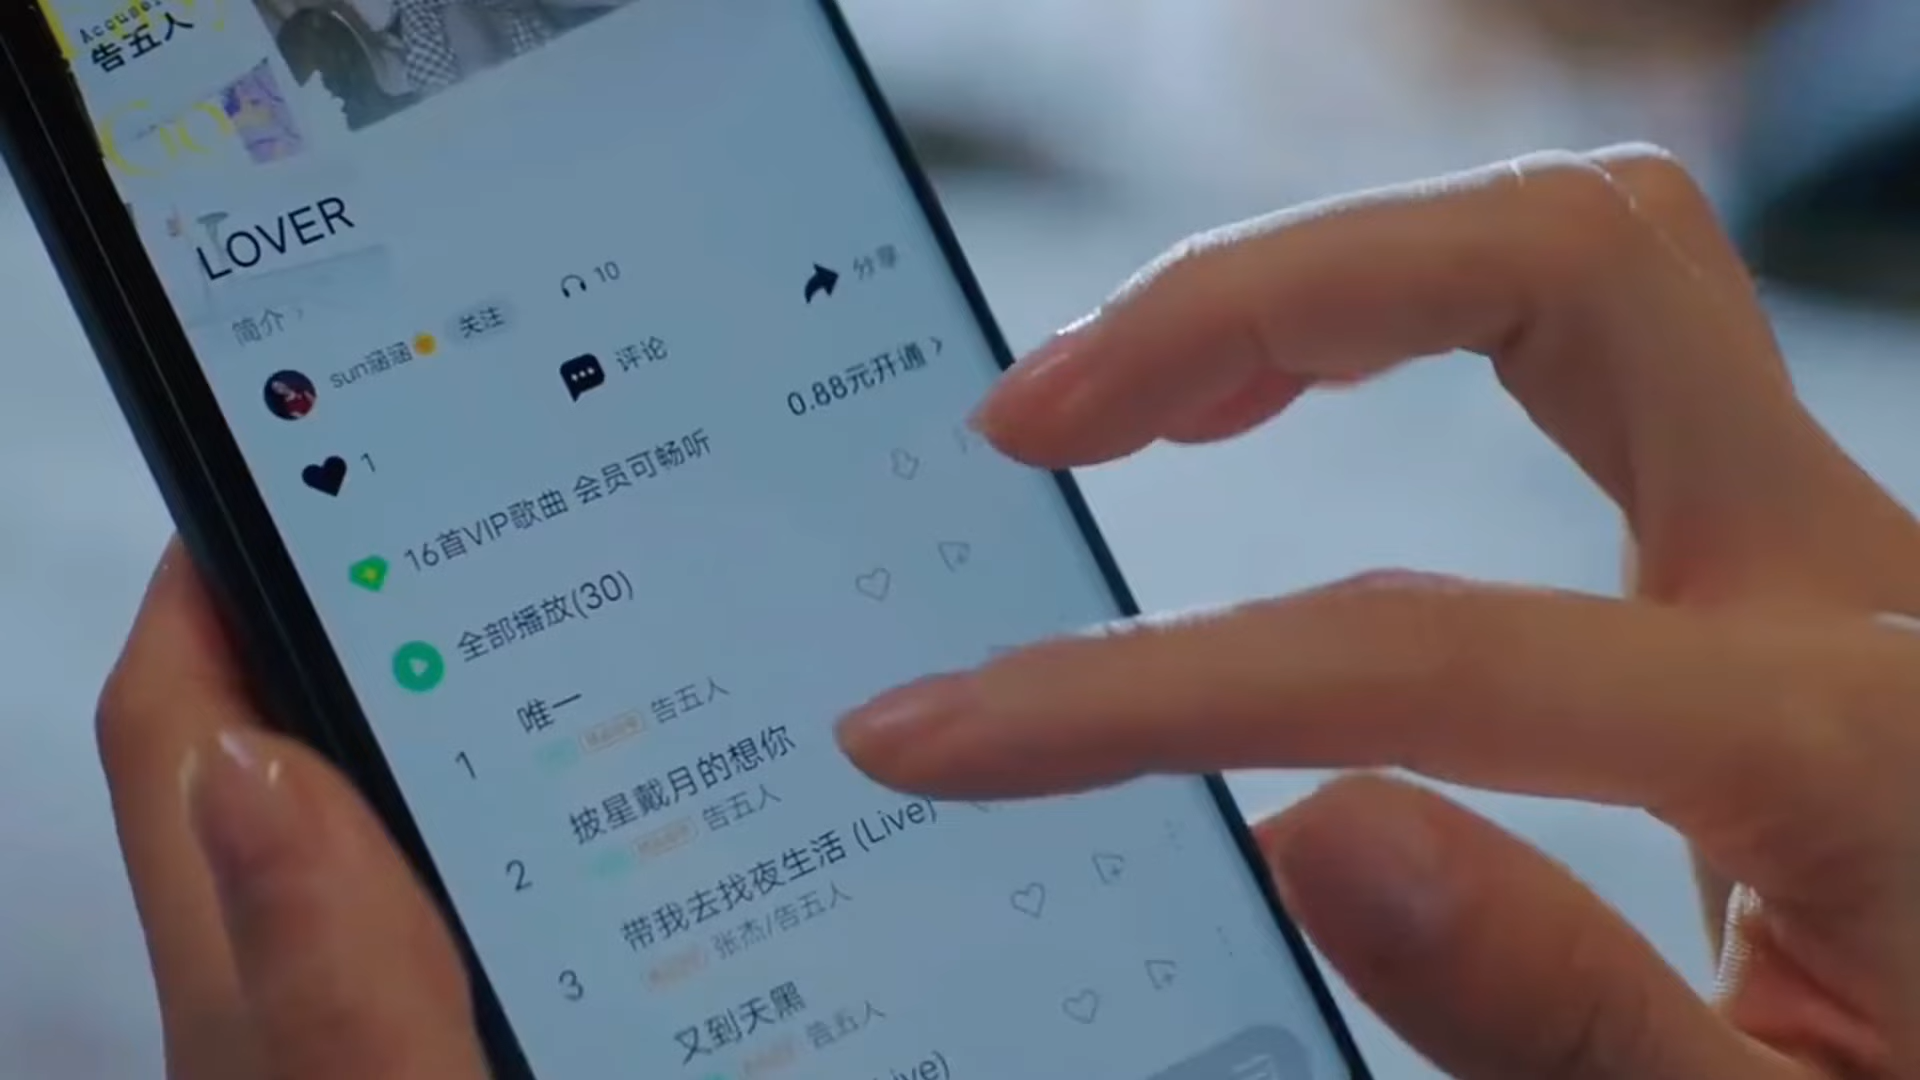 Accuse
告五人
LOVER
简介
sun涵涵 关注
10
1
评论
分享
16首VIP歌曲 会员可畅听
0.88元开通
全部播放(30)
1
唯一
告五人
2
披星戴月的想你
告五人
3
带我去找夜生活 (Live)
张杰/告五人
又到天黑
告五人